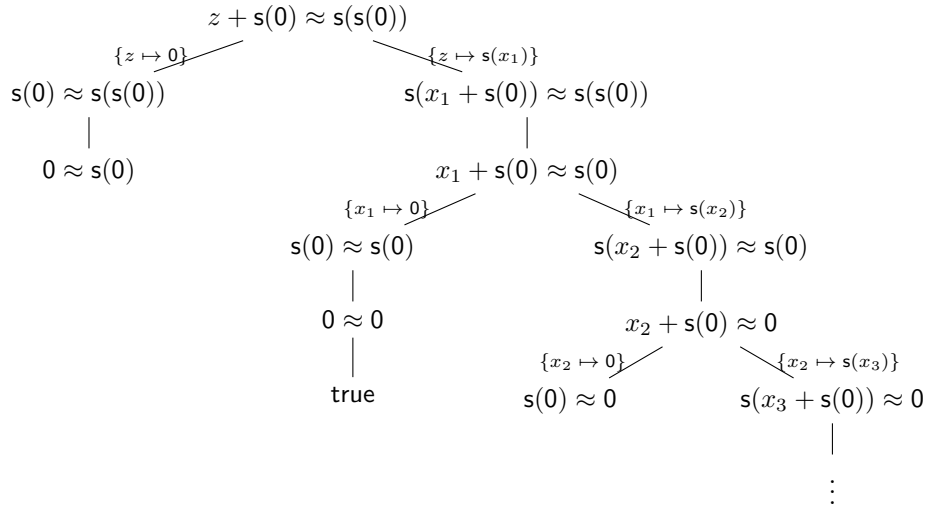 z + s(0) ≈ s(s(0))
{z ↦ 0} {z ↦ s(x₁)}
s(0) ≈ s(s(0)) s(x₁ + s(0)) ≈ s(s(0))
0 ≈ s(0) x₁ + s(0) ≈ s(0)
{x₁ ↦ 0} {x₁ ↦ s(x₂)}
s(0) ≈ s(0) s(x₂ + s(0)) ≈ s(0)
0 ≈ 0 x₂ + s(0) ≈ 0
{x₂ ↦ 0} {x₂ ↦ s(x₃)}
true s(0) ≈ 0 s(x₃ + s(0)) ≈ 0
⋮